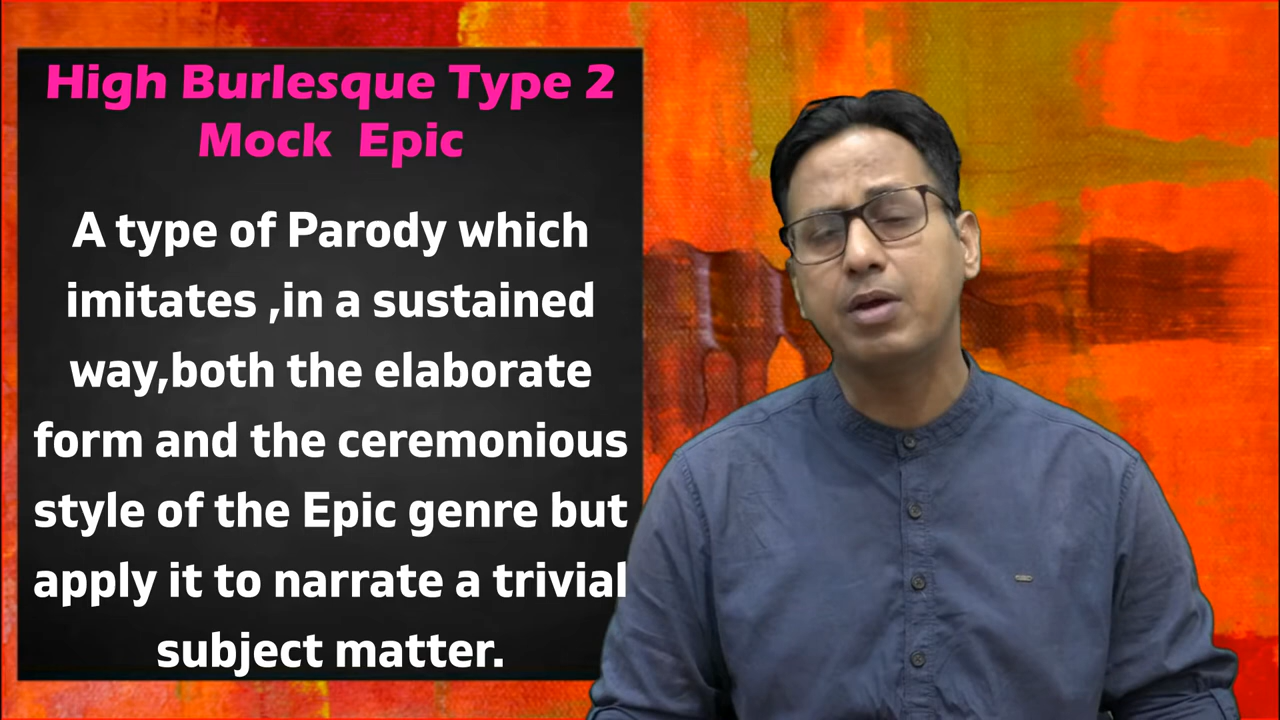 High Burlesque Type 2
Mock Epic
A type of Parody which
imitates ,in a sustained
way,both the elaborate
form and the ceremonious
style of the Epic genre but
apply it to narrate a trivial
subject matter.